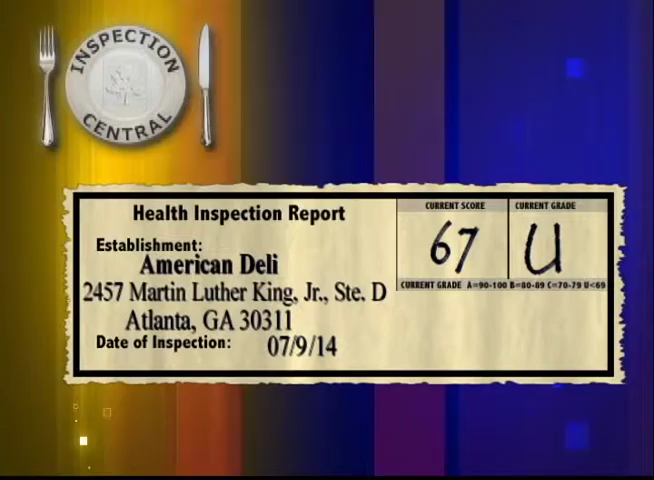 INSPECTION
CENTRAL
Health Inspection Report
Establishment:
American Deli
2457 Martin Luther King, Jr., Ste. D
Atlanta, GA 30311
Date of Inspection: 07/9/14
CURRENT SCORE
67
CURRENT GRADE
U
CURRENT GRADE A=90-100 B=80-89 C=70-79 U<69